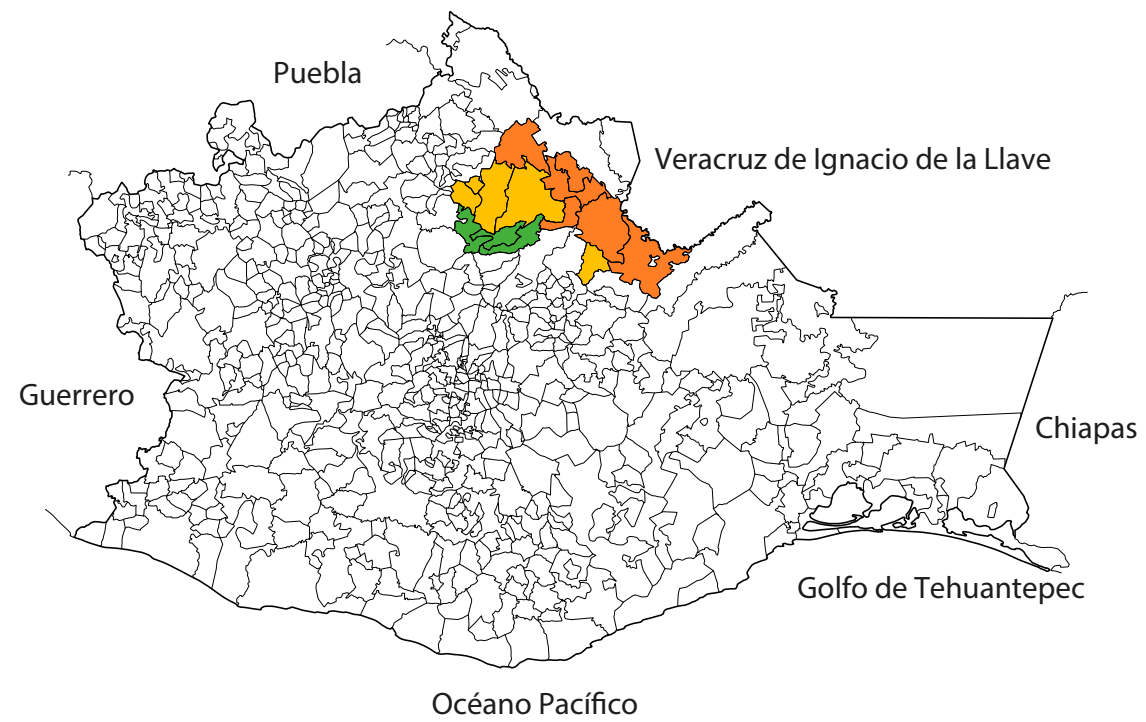 Puebla
Veracruz de Ignacio de la Llave
Guerrero
Chiapas
Golfo de Tehuantepec
Océano Pacífico